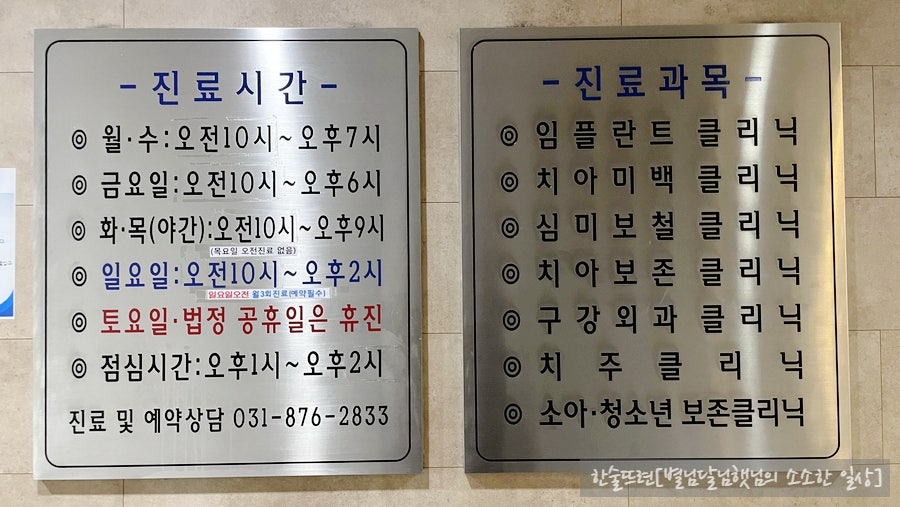 - 진료시간 -
◎ 월·수:오전10시~오후7시
◎ 금요일:오전10시~오후6시
◎ 화·목(야간):오전10시~오후9시
(목요일 오전진료 없음)
◎ 일요일:오전10시~오후2시
일요일오전 월3회진료(예약필수)
◎ 토요일·법정 공휴일은 휴진
◎ 점심시간:오후1시~오후2시
진료 및 예약상담 031-876-2833
- 진료과목 -
◎ 임플란트 클리닉
◎ 치아미백 클리닉
◎ 심미보철 클리닉
◎ 치아보존 클리닉
◎ 구강외과 클리닉
◎ 치주클리닉
◎ 소아·청소년 보존클리닉
한술뜨련[별님달님햇님의 소소한 일상]